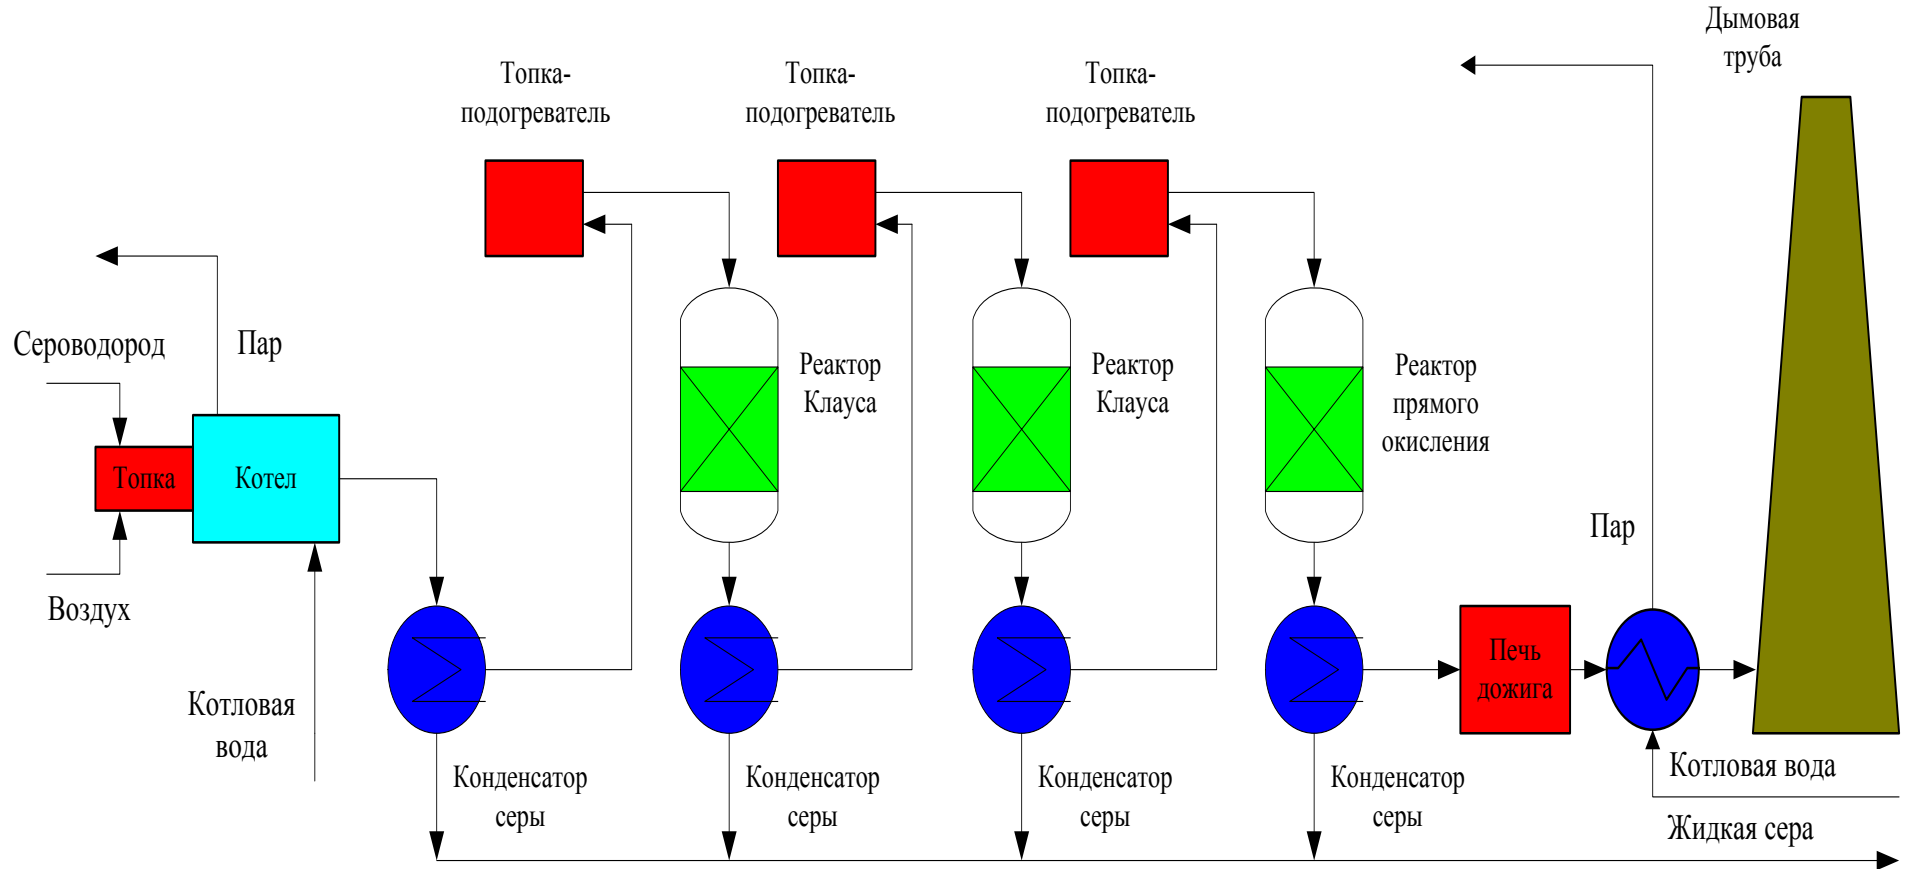 Дымовая
труба
Топка-
подогреватель
Топка-
подогреватель
Топка-
подогреватель
Сероводород
Пар
Реактор
Клауса
Реактор
Клауса
Реактор
прямого
окисления
Топка
Котел
Пар
Воздух
Печь
дожига
Котловая
вода
Конденсатор
серы
Конденсатор
серы
Конденсатор
серы
Конденсатор
серы
Котловая вода
Жидкая сера